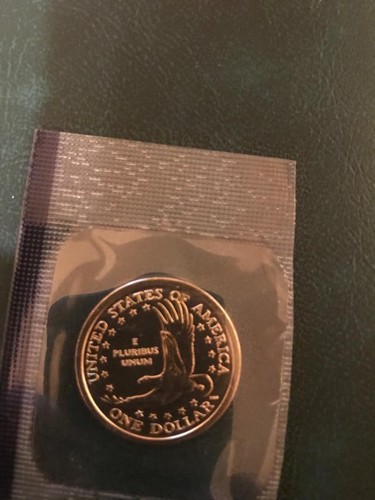 UNITED STATES OF AMERICA
E
PLURIBUS
UNUM
ONE DOLLAR